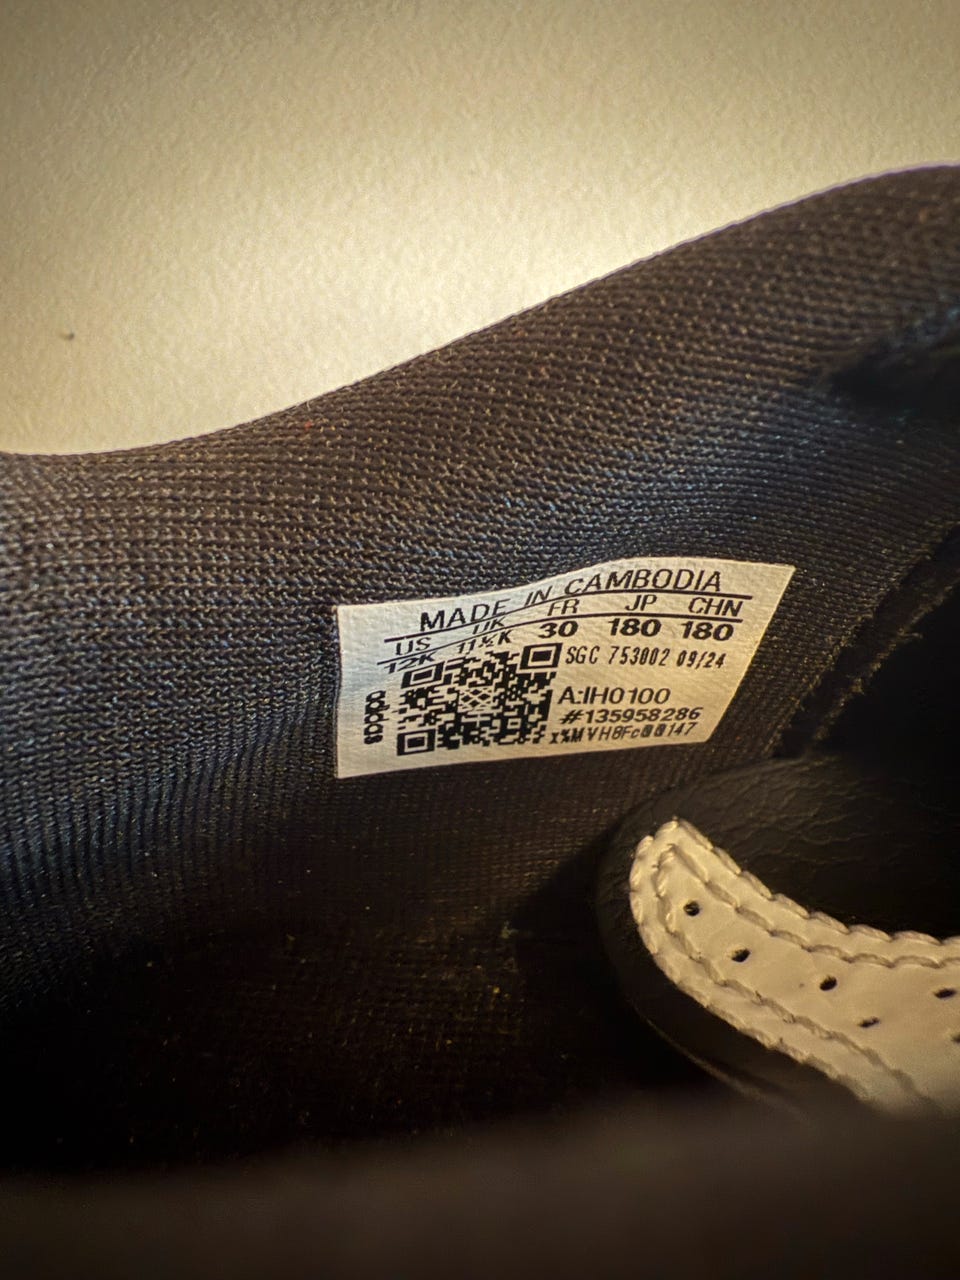 MADE IN CAMBODIA
US UK FR JP CHN
12K 11½K 30 180 180
SGC 753002 09/24
A:IH0100
#135958286
adidas